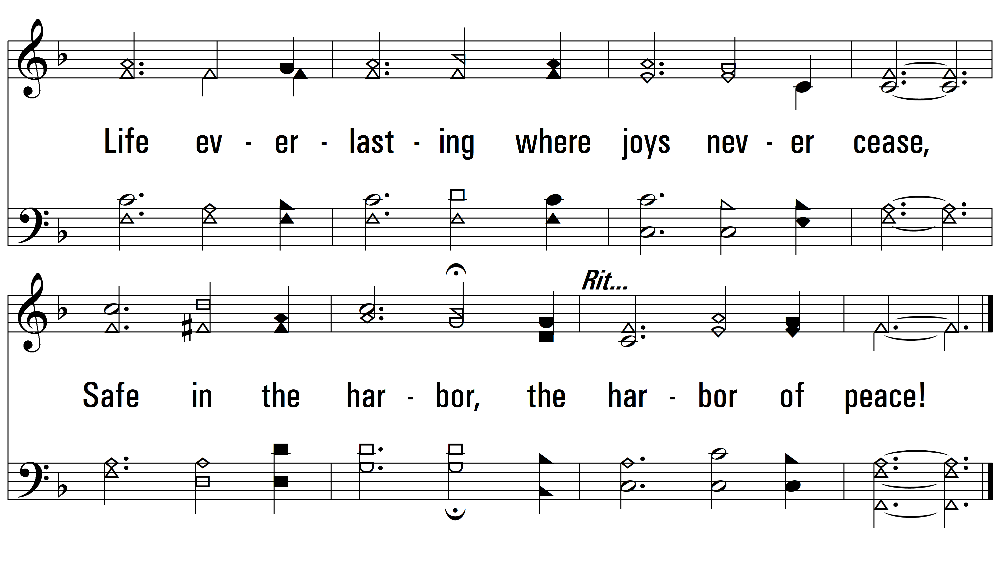 Life ev - er - last - ing where joys nev - er cease,
Rit...
Safe in the har - bor, the har - bor of peace!